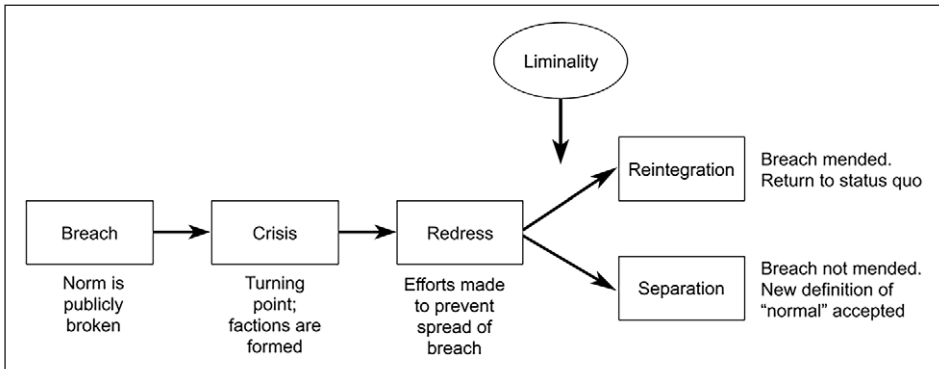 Liminality
Reintegration
Breach mended.
Return to status quo
Breach
Crisis
Redress
Norm is
publicly
broken
Turning
point;
factions are
formed
Efforts made
to prevent
spread of
breach
Separation
Breach not mended.
New definition of
“normal” accepted